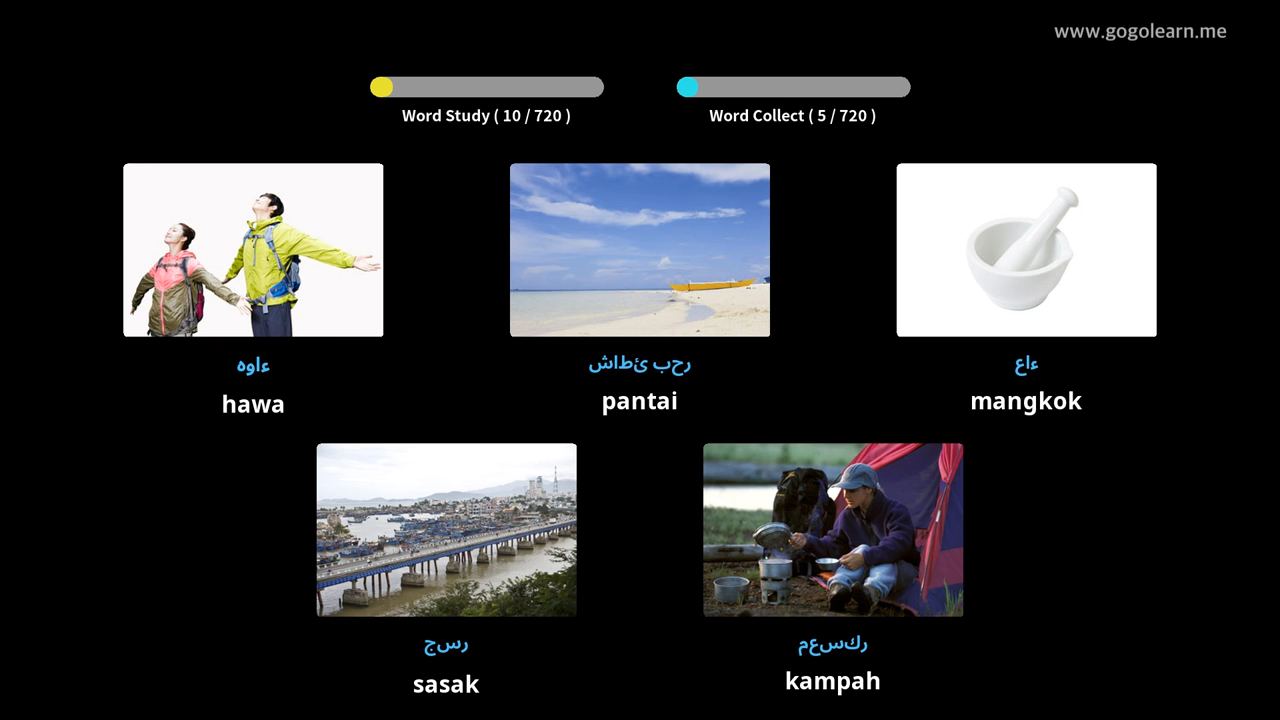 www.gogolearn.me
Word Study ( 10 / 720 )
Word Collect ( 5 / 720 )
ءاوه
hawa
رحب ئطاش
pantai
ءاع
mangkok
رسج
sasak
ركسعم
kampah